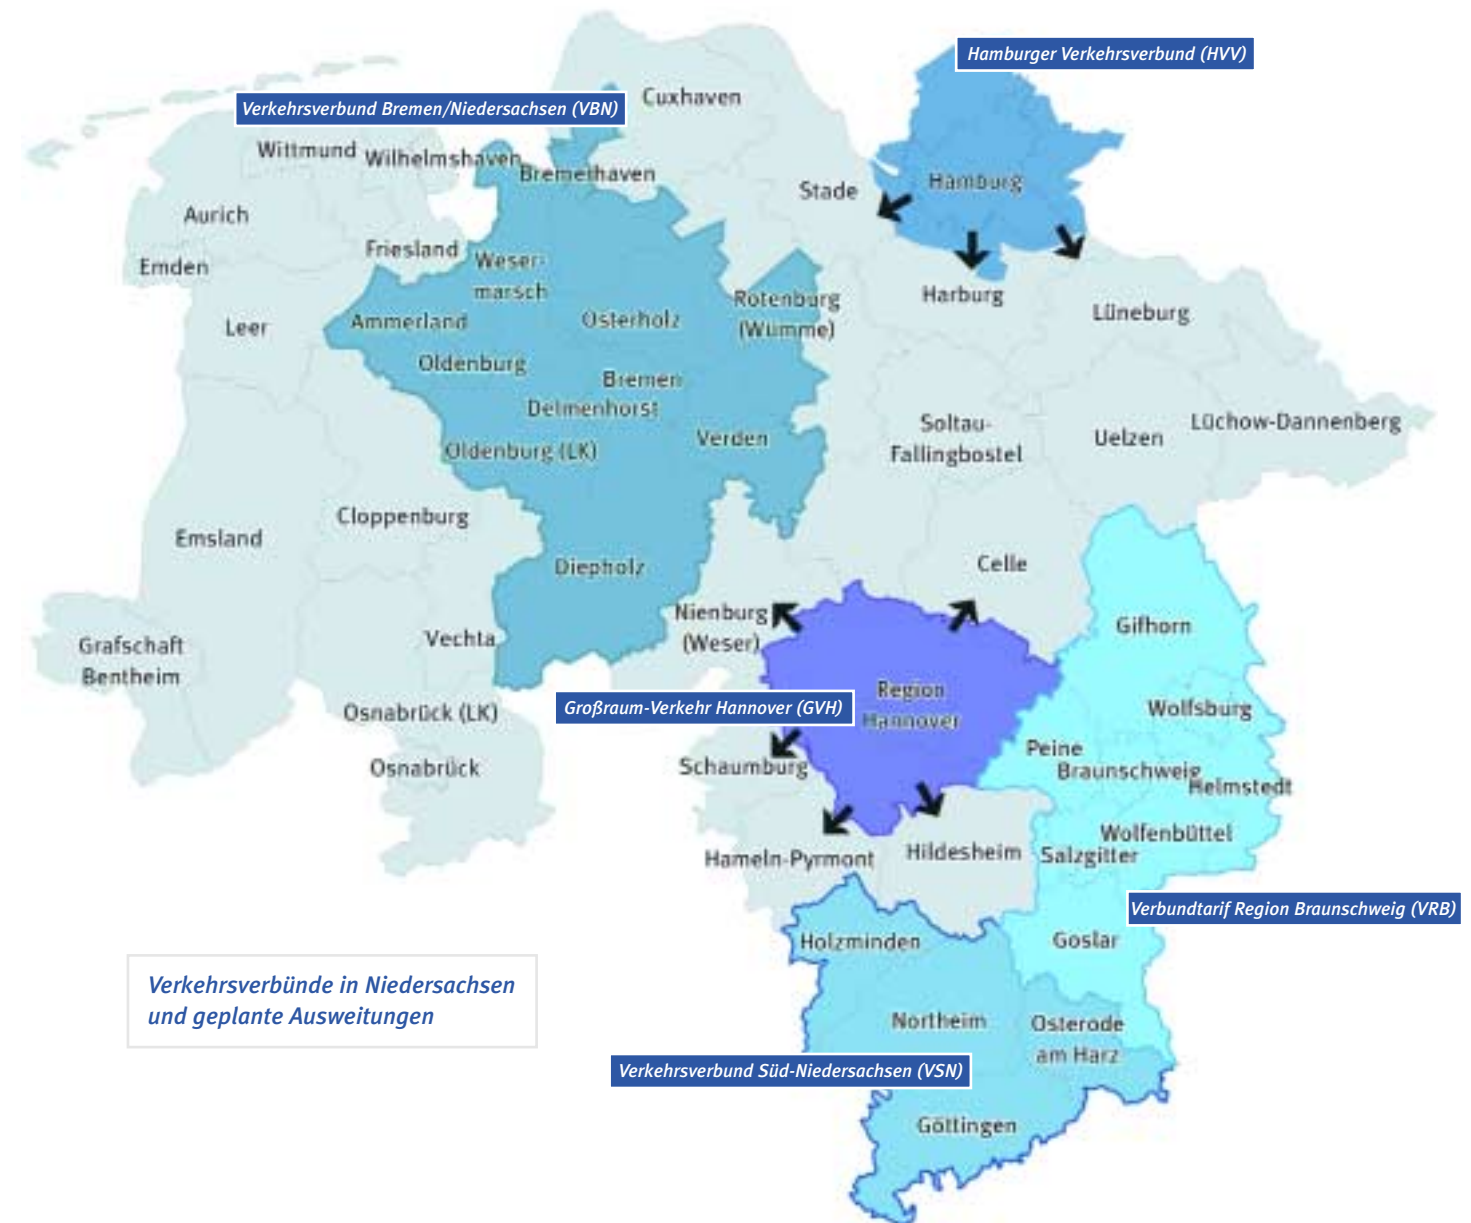 Hamburger Verkehrsverbund (HVV)
Cuxhaven
Verkehrsverbund Bremen/Niedersachsen (VBN)
Wittmund
Wilhelmshaven
Bremerhaven
Stade
Hamburg
Aurich
Friesland
Emden
Weser-
marsch
Rotenburg
(Wümme)
Harburg
Lüneburg
Leer
Ammerland
Osterholz
Oldenburg
Bremen
Delmenhorst
Verden
Oldenburg (LK)
Soltau-
Fallingbostel
Uelzen
Lüchow-Dannenberg
Cloppenburg
Emsland
Diepholz
Celle
Nienburg
(Weser)
Gifhorn
Grafschaft
Bentheim
Vechta
Region
Hannover
Großraum-Verkehr Hannover (GVH)
Osnabrück (LK)
Wolfsburg
Peine
Osnabrück
Schaumburg
Braunschweig
Helmstedt
Wolfenbüttel
Hameln-Pyrmont
Hildesheim
Salzgitter
Verbundtarif Region Braunschweig (VRB)
Holzminden
Goslar
Verkehrsverbünde in Niedersachsen
und geplante Ausweitungen
Northeim
Osterode
am Harz
Verkehrsverbund Süd-Niedersachsen (VSN)
Göttingen